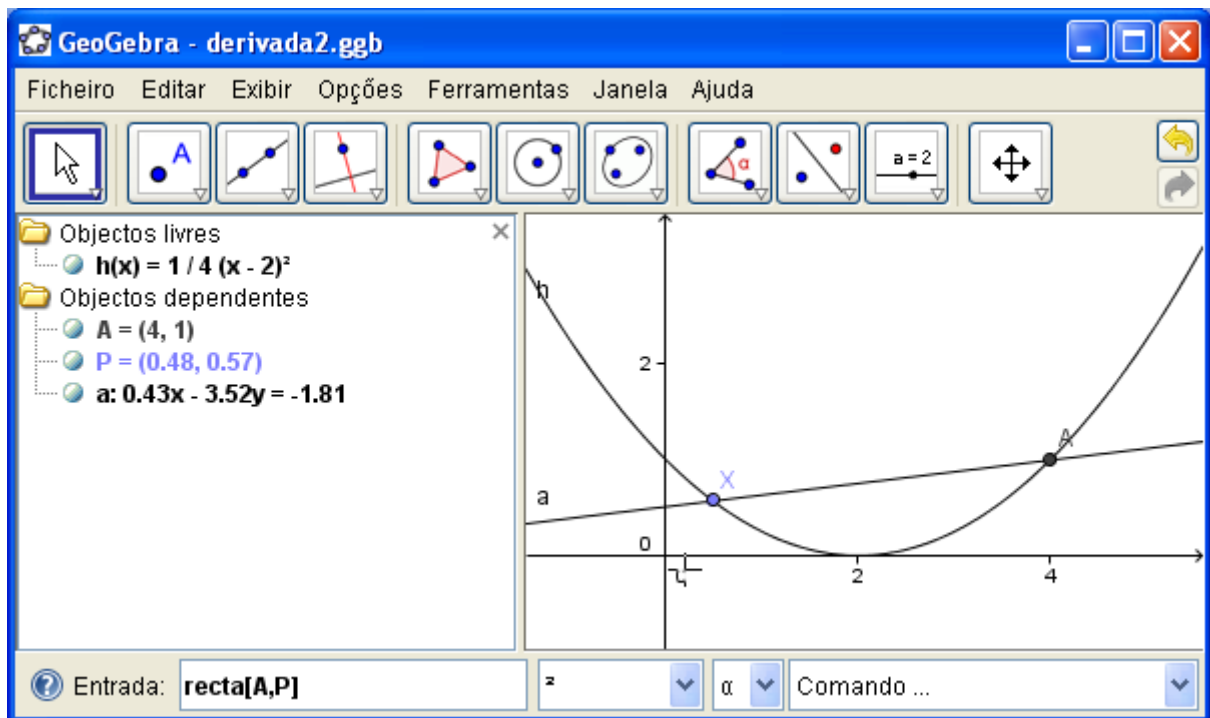 GeoGebra - derivada2.ggb
Ficheiro Editar Exibir Opções Ferramentas Janela Ajuda
A α a = 2
Objectos livres
h(x) = 1 / 4 (x - 2)²
Objectos dependentes
A = (4, 1)
P = (0.48, 0.57)
a: 0.43x - 3.52y = -1.81
h
2
A
X
a
0
2 4
Entrada: recta[A,P] ² α Comando ...